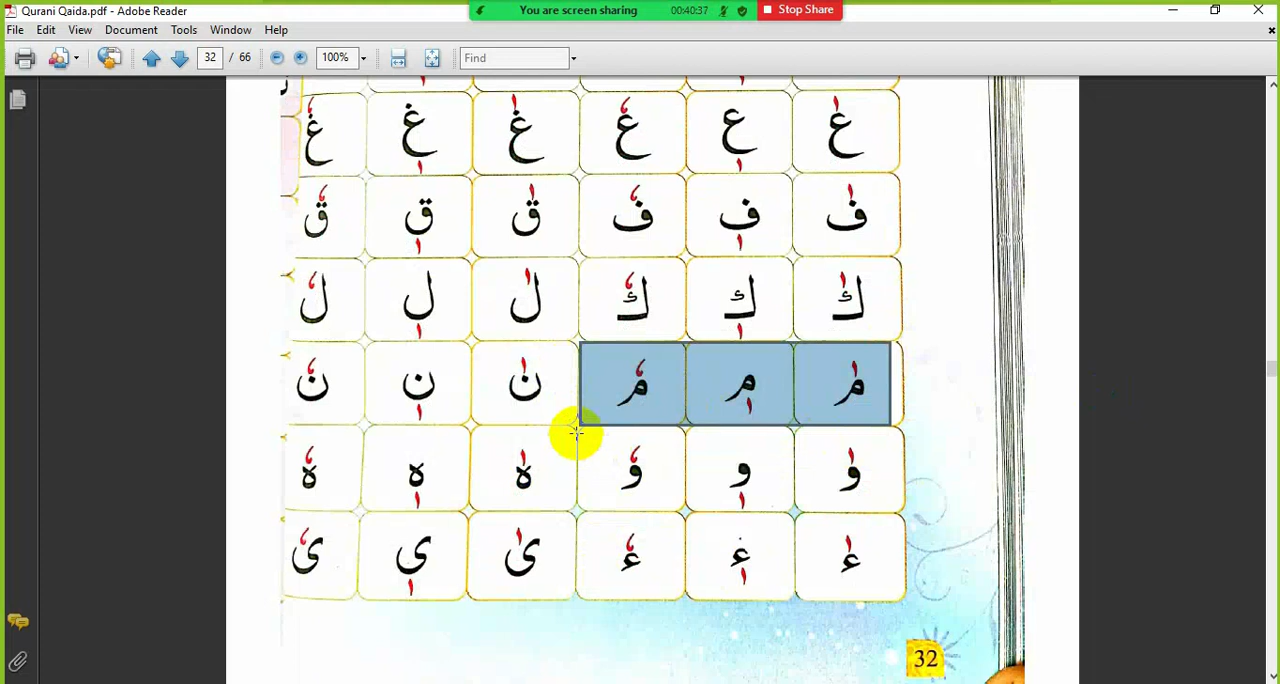 Qurani Qaida.pdf - Adobe Reader
You are screen sharing 00:40:37 Stop Share
File Edit View Document Tools Window Help
32 / 66 100% Find
عٰ عٖ عٗ غٰ غٖ غٗ
فٰ فٖ فٗ قٰ قٖ قٗ
كٰ كٖ كٗ لٰ لٖ لٗ
مٰ مٖ مٗ نٰ نٖ نٗ
وٰ وٖ وٗ هٰ هٖ هٗ
ءٰ ءٖ ءٗ یٰ یٖ یٗ
32